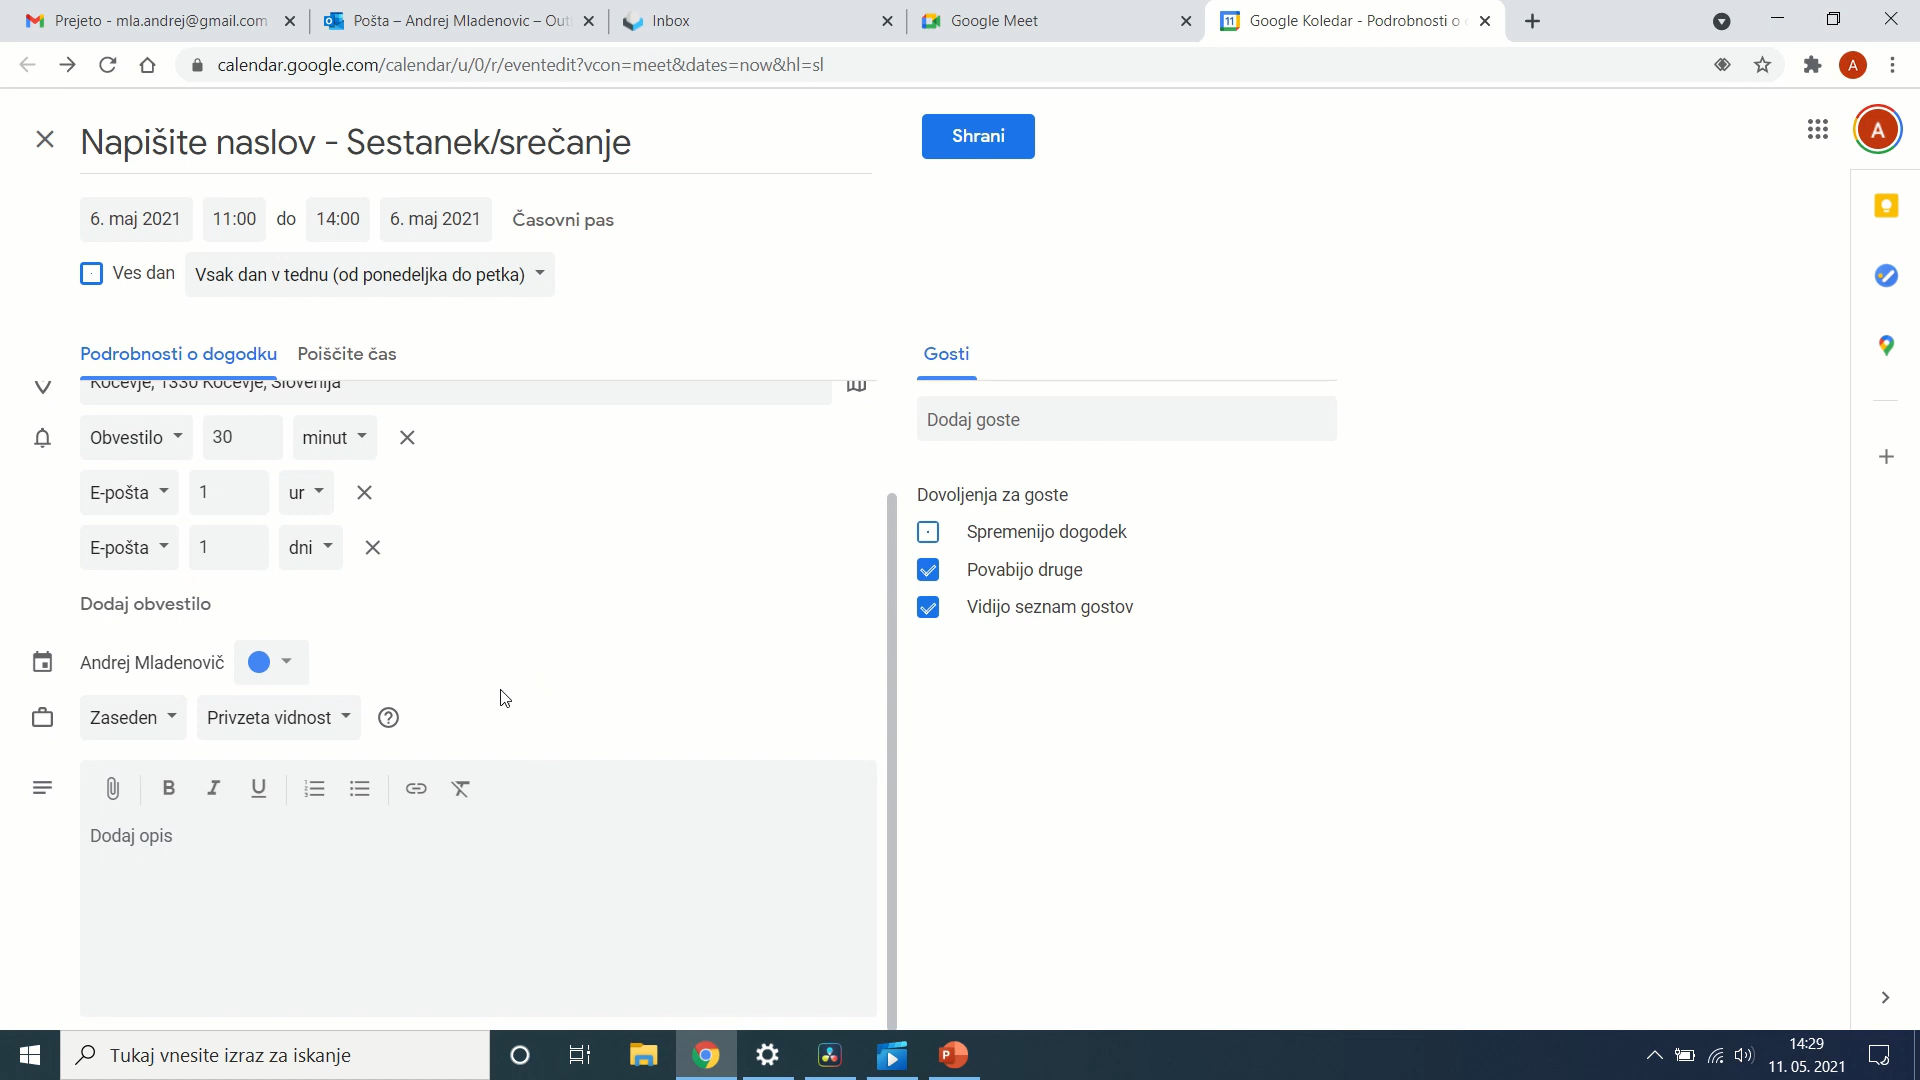 Prejeto - mla.andrej@gmail.com
Pošta – Andrej Mladenovic – Out
Inbox
Google Meet
Google Koledar - Podrobnosti o
calendar.google.com/calendar/u/0/r/eventedit?vcon=meet&dates=now&hl=sl
A
Napišite naslov - Sestanek/srečanje
Shrani
A
6. maj 2021 11:00 do 14:00 6. maj 2021 Časovni pas
Ves dan Vsak dan v tednu (od ponedeljka do petka)
Podrobnosti o dogodku Poiščite čas
Gosti
Kočevje, 1330 Kočevje, Slovenija
Dodaj goste
Obvestilo 30 minut
E-pošta 1 ur
E-pošta 1 dni
Dodaj obvestilo
Dovoljenja za goste
Spremenijo dogodek
Povabijo druge
Vidijo seznam gostov
Andrej Mladenovič
Zaseden Privzeta vidnost
B I U
Dodaj opis
Tukaj vnesite izraz za iskanje
14:29
11. 05. 2021